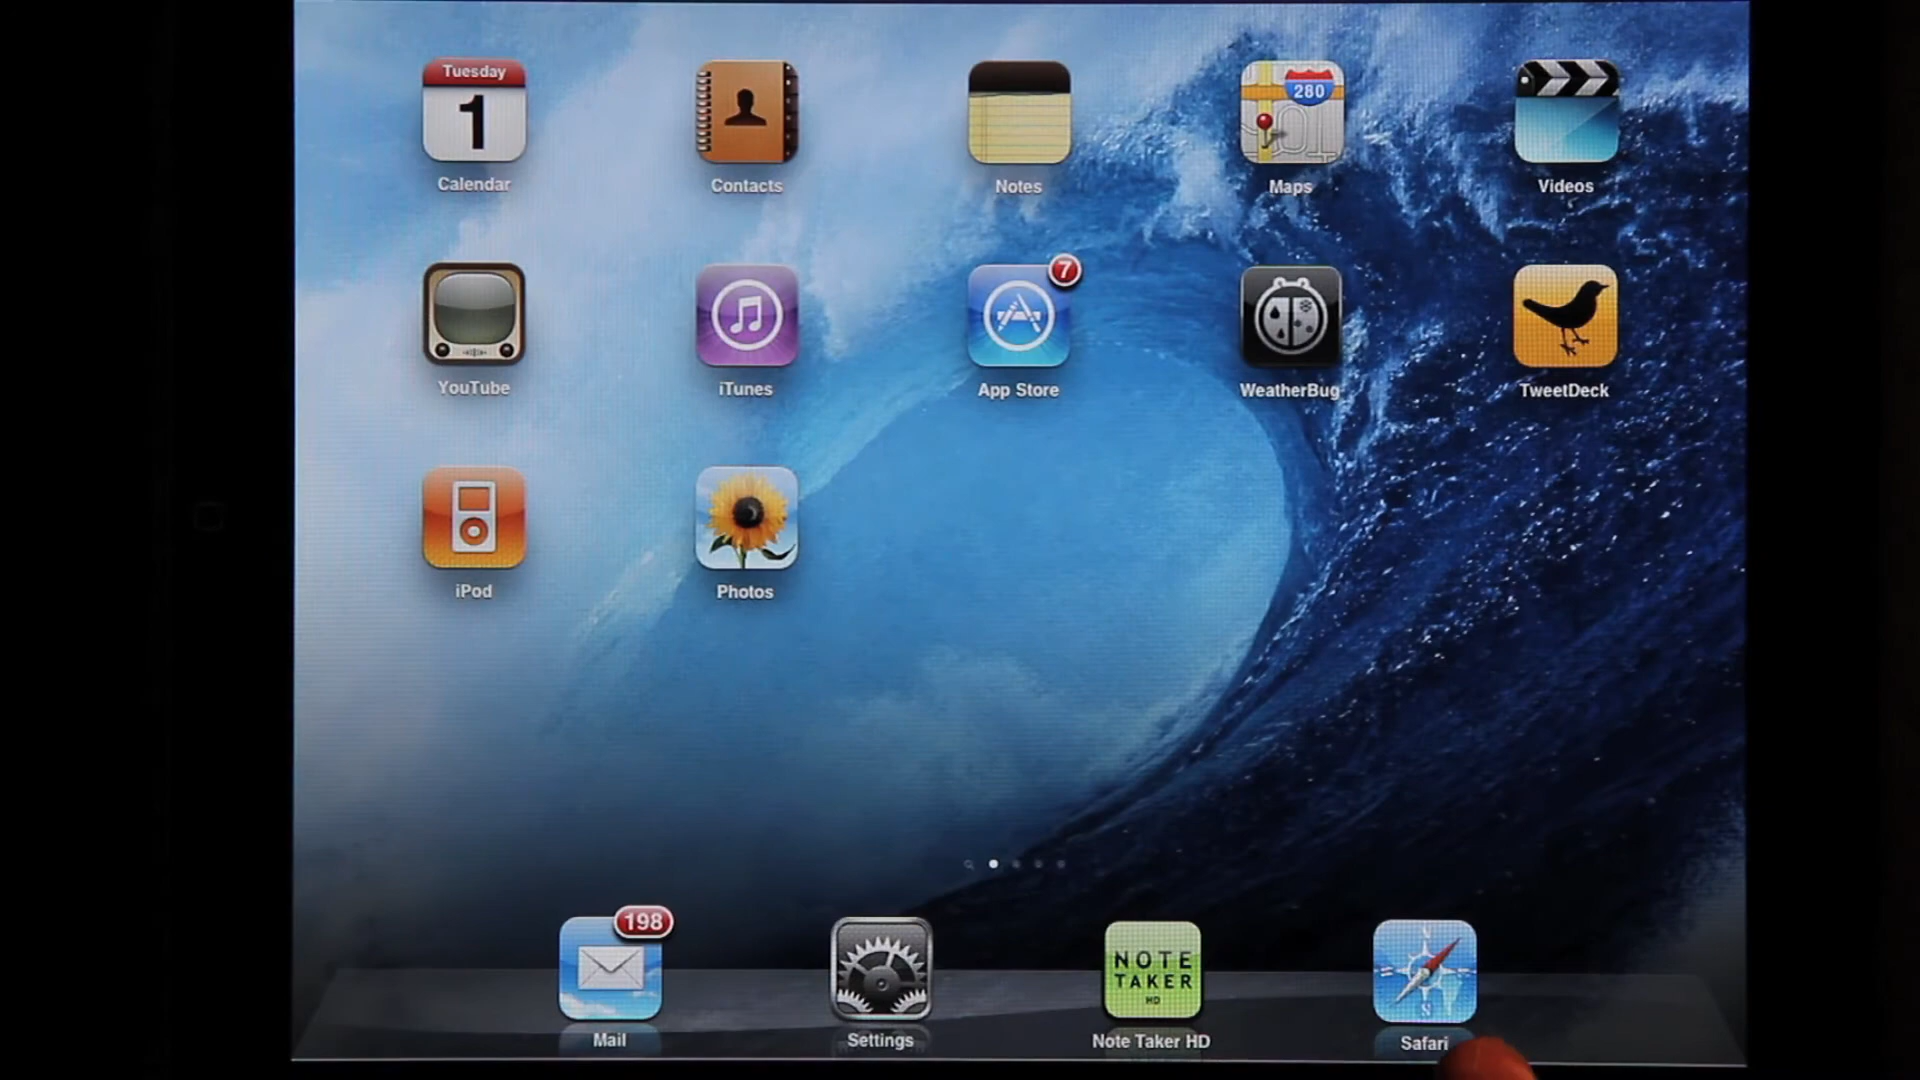 Tuesday
1
Calendar
Contacts
Notes
280
Maps
Videos
YouTube
iTunes
7
App Store
WeatherBug
TweetDeck
iPod
Photos
198
Mail
Settings
NOTE
TAKER
HD
Note Taker HD
N
Safari